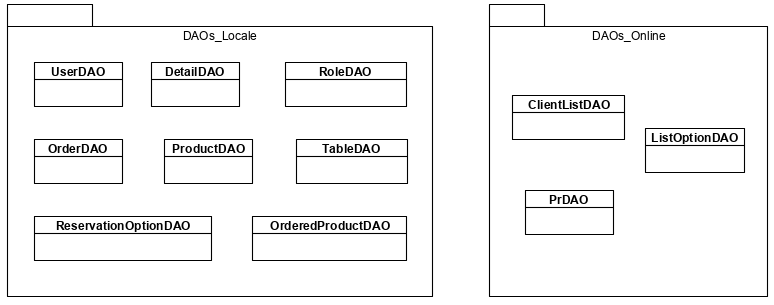 DAOs_Locale
UserDAO
DetailDAO
RoleDAO
OrderDAO
ProductDAO
TableDAO
ReservationOptionDAO
OrderedProductDAO
DAOs_Online
ClientListDAO
ListOptionDAO
PrDAO